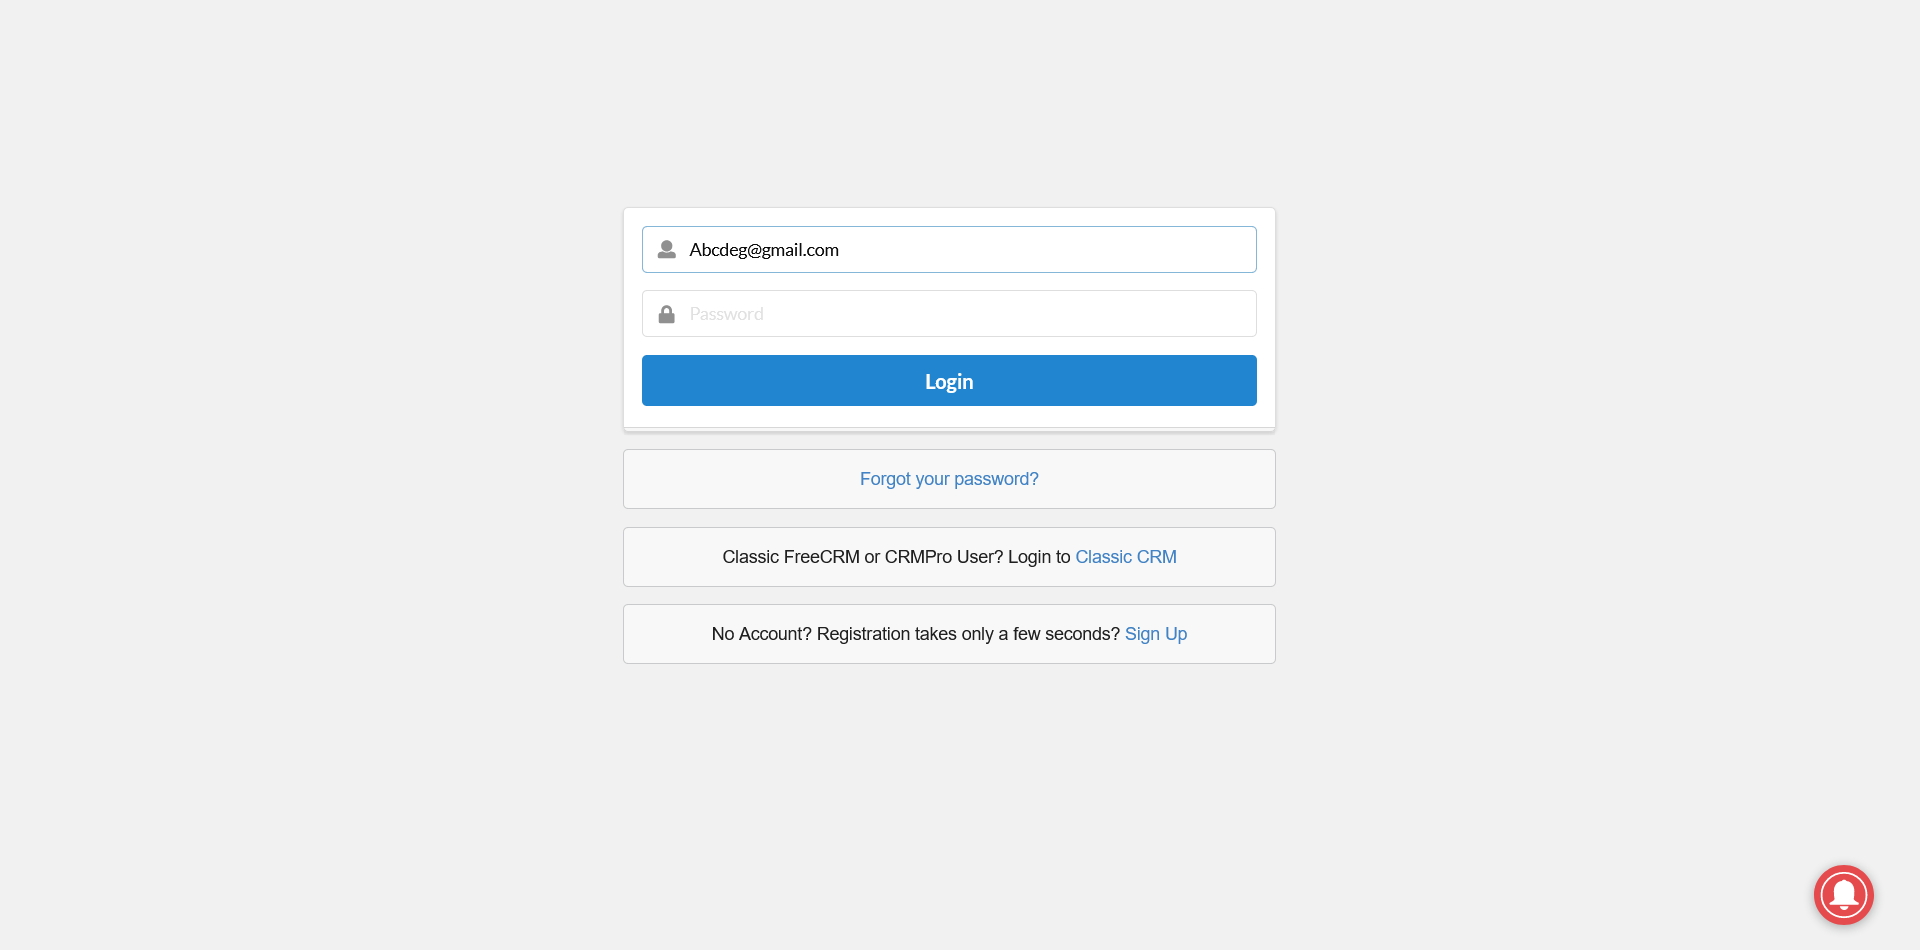 Abcdeg@gmail.com
Password
Login
Forgot your password?
Classic FreeCRM or CRMPro User? Login to Classic CRM
No Account? Registration takes only a few seconds? Sign Up